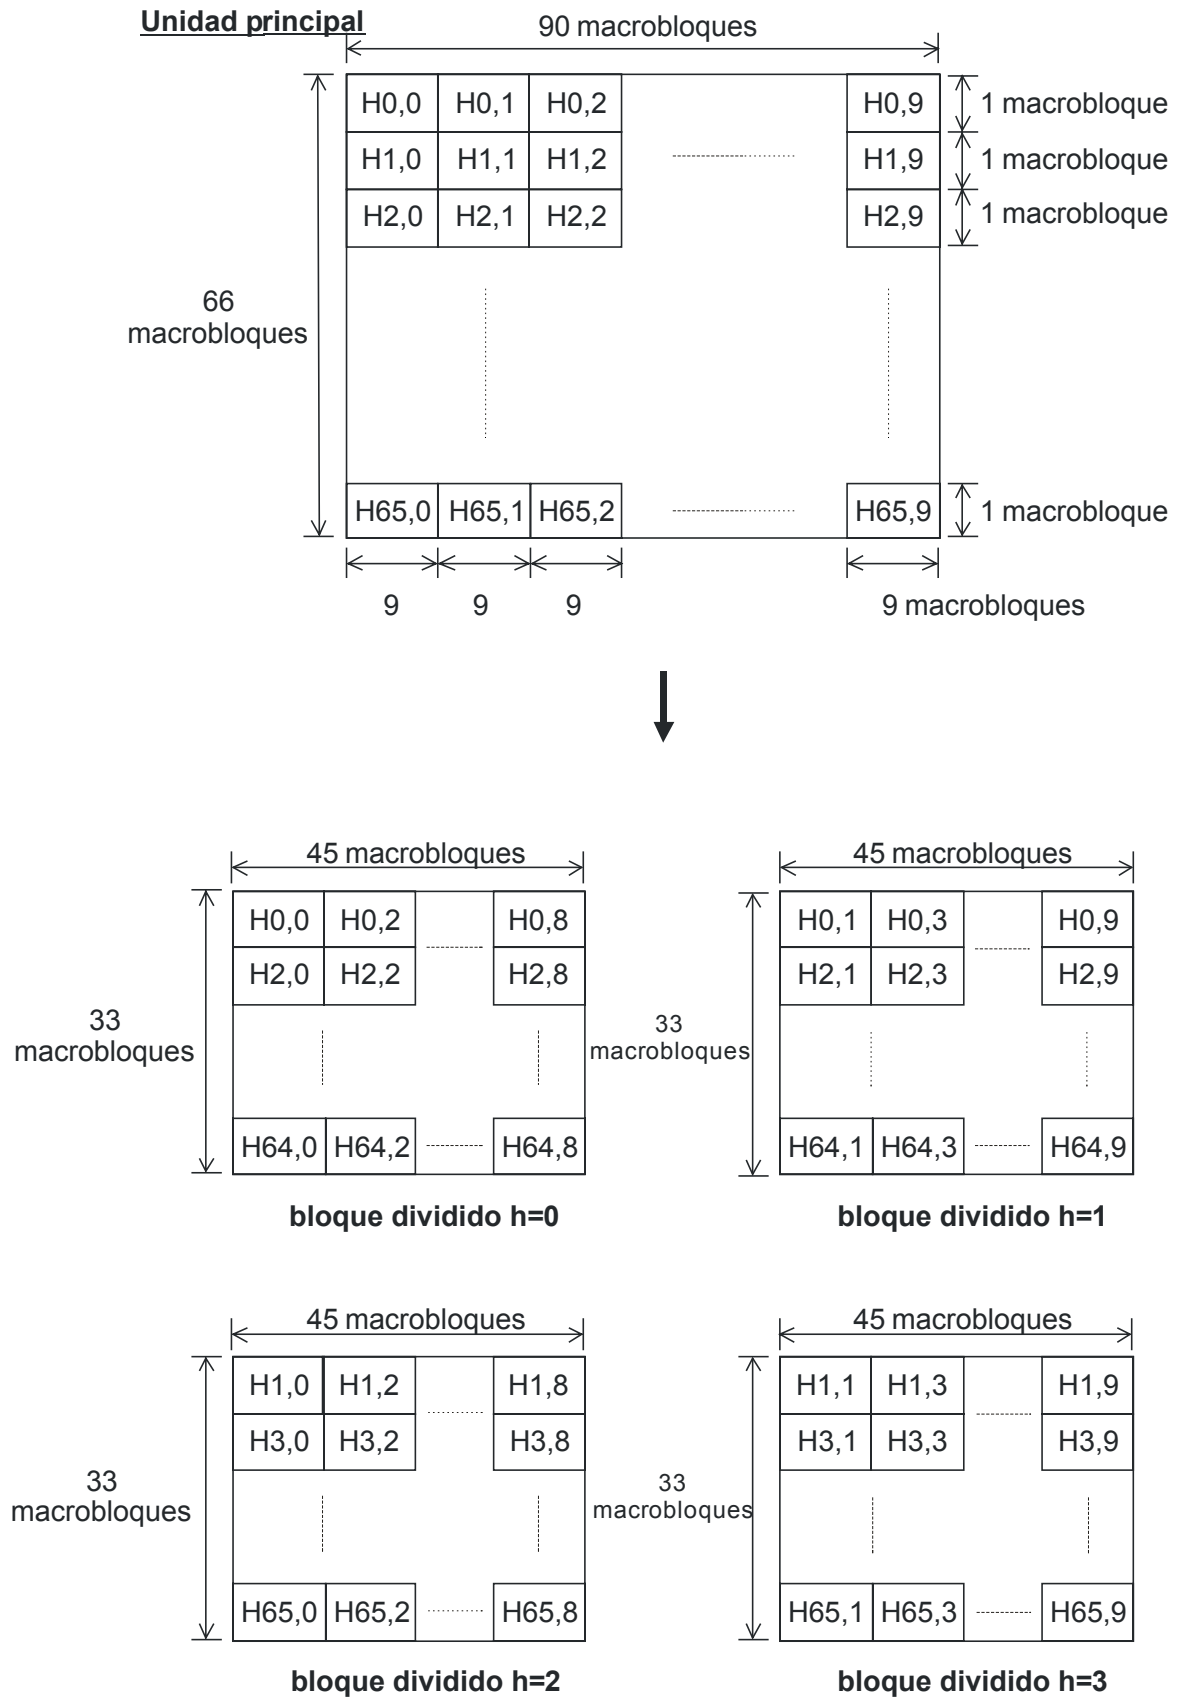 Unidad principal
90 macrobloques
H0,0 H0,1 H0,2 H0,9 1 macrobloque
H1,0 H1,1 H1,2 H1,9 1 macrobloque
H2,0 H2,1 H2,2 H2,9 1 macrobloque
66
macrobloques
H65,0 H65,1 H65,2 H65,9 1 macrobloque
9 9 9 9 macrobloques
45 macrobloques
H0,0 H0,2 H0,8
H2,0 H2,2 H2,8
33
macrobloques
H64,0 H64,2 H64,8
bloque dividido h=0
45 macrobloques
H0,1 H0,3 H0,9
H2,1 H2,3 H2,9
33
macrobloques
H64,1 H64,3 H64,9
bloque dividido h=1
45 macrobloques
H1,0 H1,2 H1,8
H3,0 H3,2 H3,8
33
macrobloques
H65,0 H65,2 H65,8
bloque dividido h=2
45 macrobloques
H1,1 H1,3 H1,9
H3,1 H3,3 H3,9
33
macrobloques
H65,1 H65,3 H65,9
bloque dividido h=3